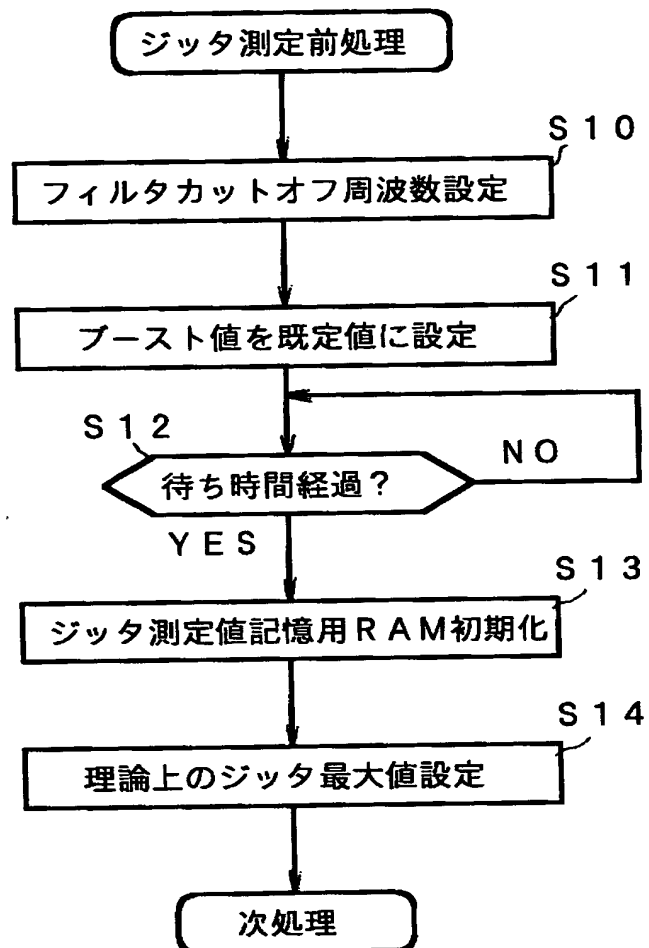 ジッタ測定前処理
S10
フィルタカットオフ周波数設定
S11
ブースト値を既定値に設定
S12
待ち時間経過？
NO
YES
S13
ジッタ測定値記憶用RAM初期化
S14
理論上のジッタ最大値設定
次処理